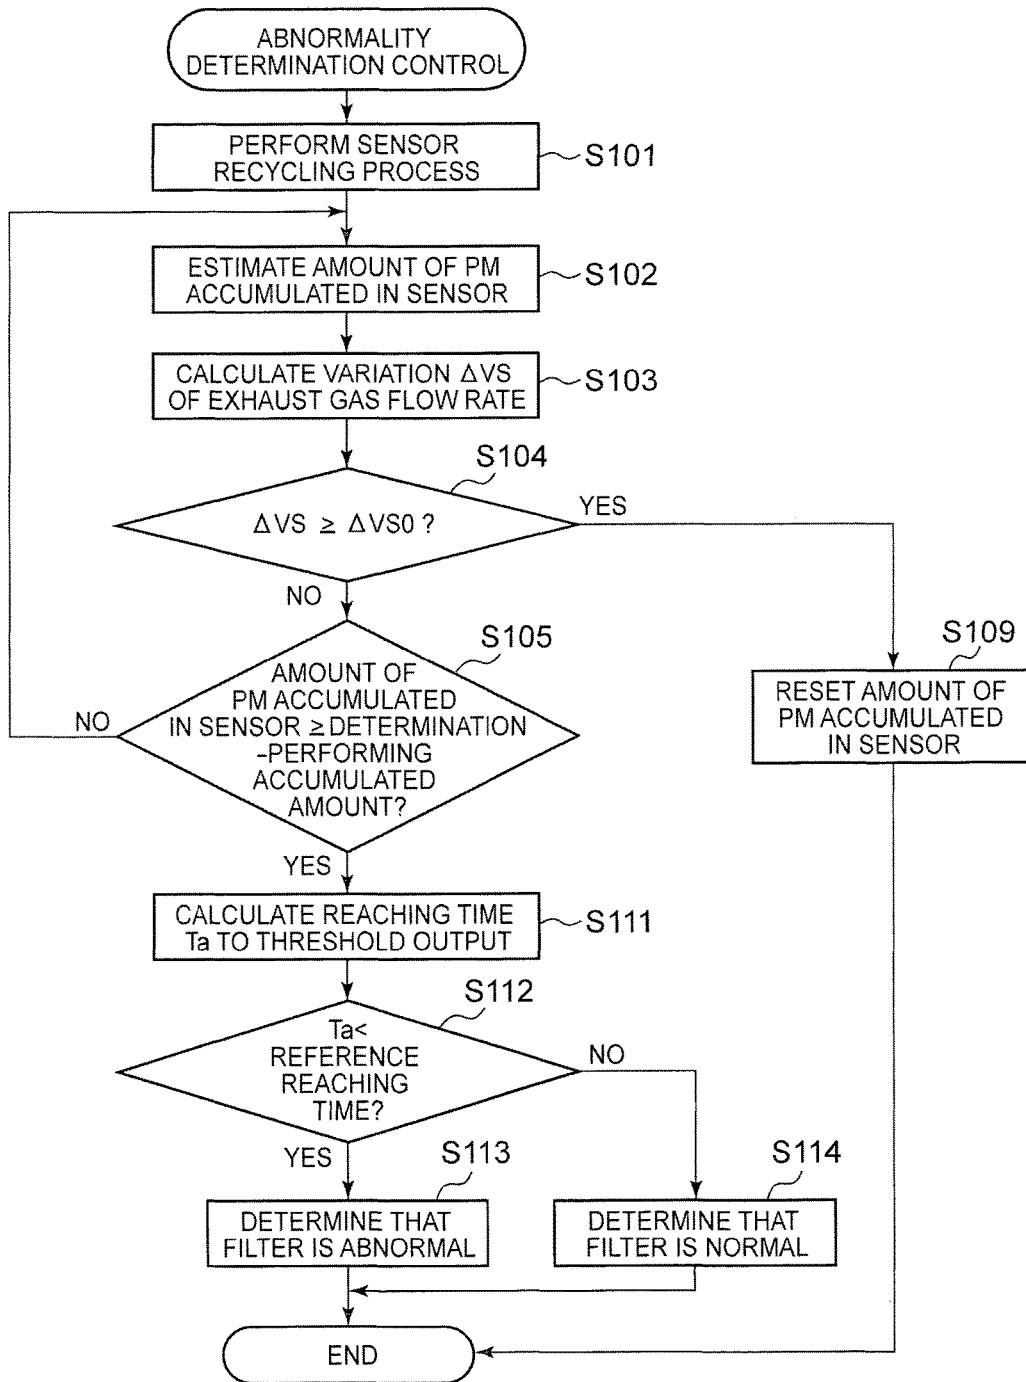 ABNORMALITY
DETERMINATION CONTROL
PERFORM SENSOR
RECYCLING PROCESS
S101
ESTIMATE AMOUNT OF PM
ACCUMULATED IN SENSOR
S102
CALCULATE VARIATION ΔVS
OF EXHAUST GAS FLOW RATE
S103
S104
ΔVS ≥ ΔVS0 ?
YES
NO
S105
AMOUNT OF
PM ACCUMULATED
IN SENSOR ≥ DETERMINATION
-PERFORMING
ACCUMULATED
AMOUNT?
NO
YES
S109
RESET AMOUNT OF
PM ACCUMULATED
IN SENSOR
CALCULATE REACHING TIME
Ta TO THRESHOLD OUTPUT
S111
S112
Ta<
REFERENCE
REACHING
TIME?
NO
YES
S113
DETERMINE THAT
FILTER IS ABNORMAL
S114
DETERMINE THAT
FILTER IS NORMAL
END